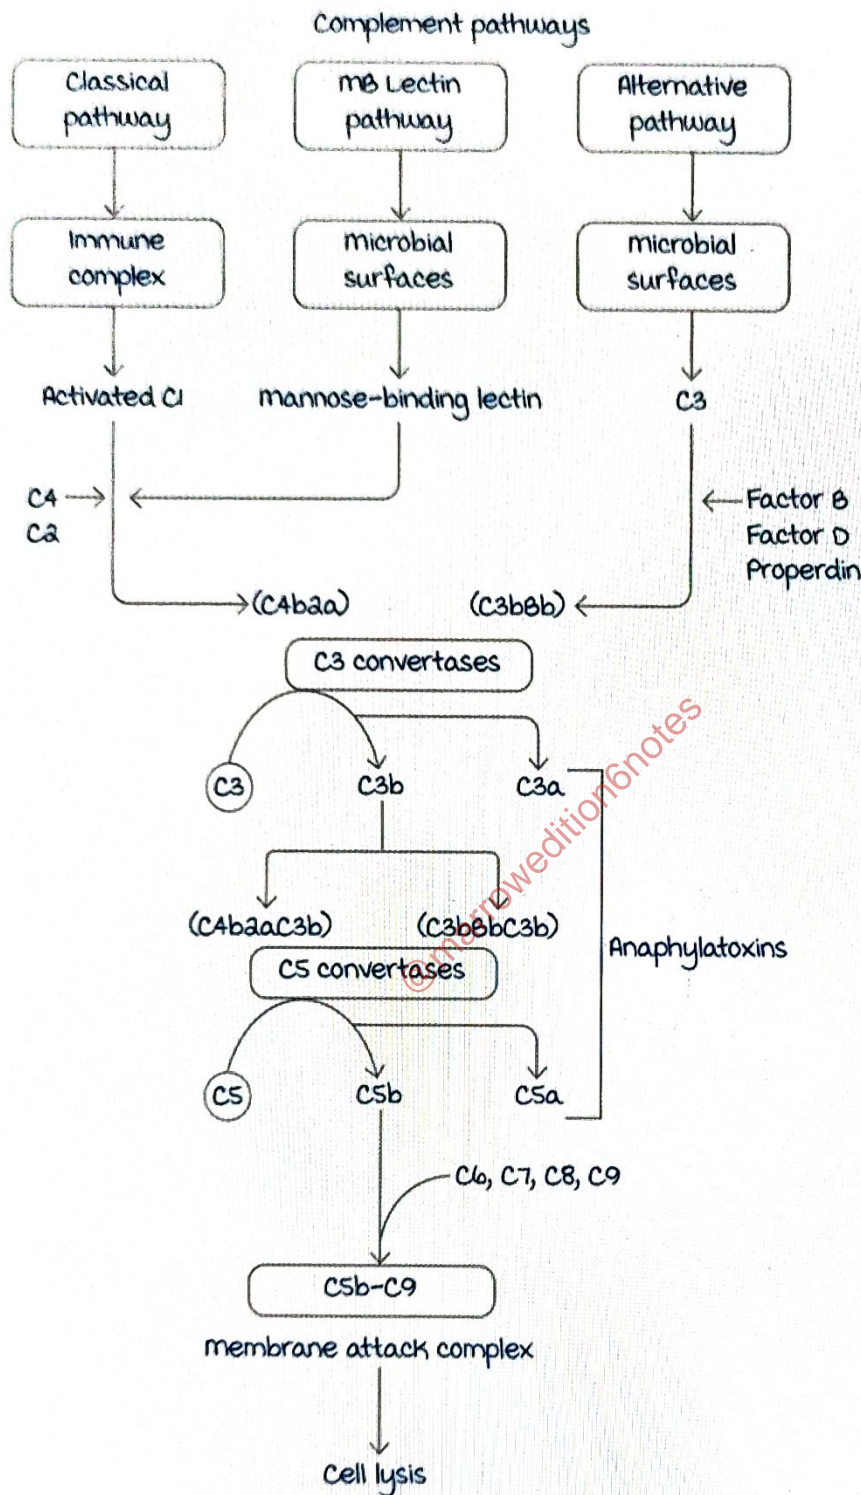 Complement pathways
Classical
pathway
MB Lectin
pathway
Alternative
pathway
Immune
complex
microbial
surfaces
microbial
surfaces
Activated C1
mannose-binding lectin
C3
C4
C2
Factor B
Factor D
Properdin
(C4b2a)
(C3bBb)
C3 convertases
C3
C3b
C3a
(C4b2aC3b)
(C3bBbC3b)
C5 convertases
Anaphylatoxins
C5
C5b
C5a
C6, C7, C8, C9
C5b-C9
membrane attack complex
Cell lysis
©marrowedition6notes